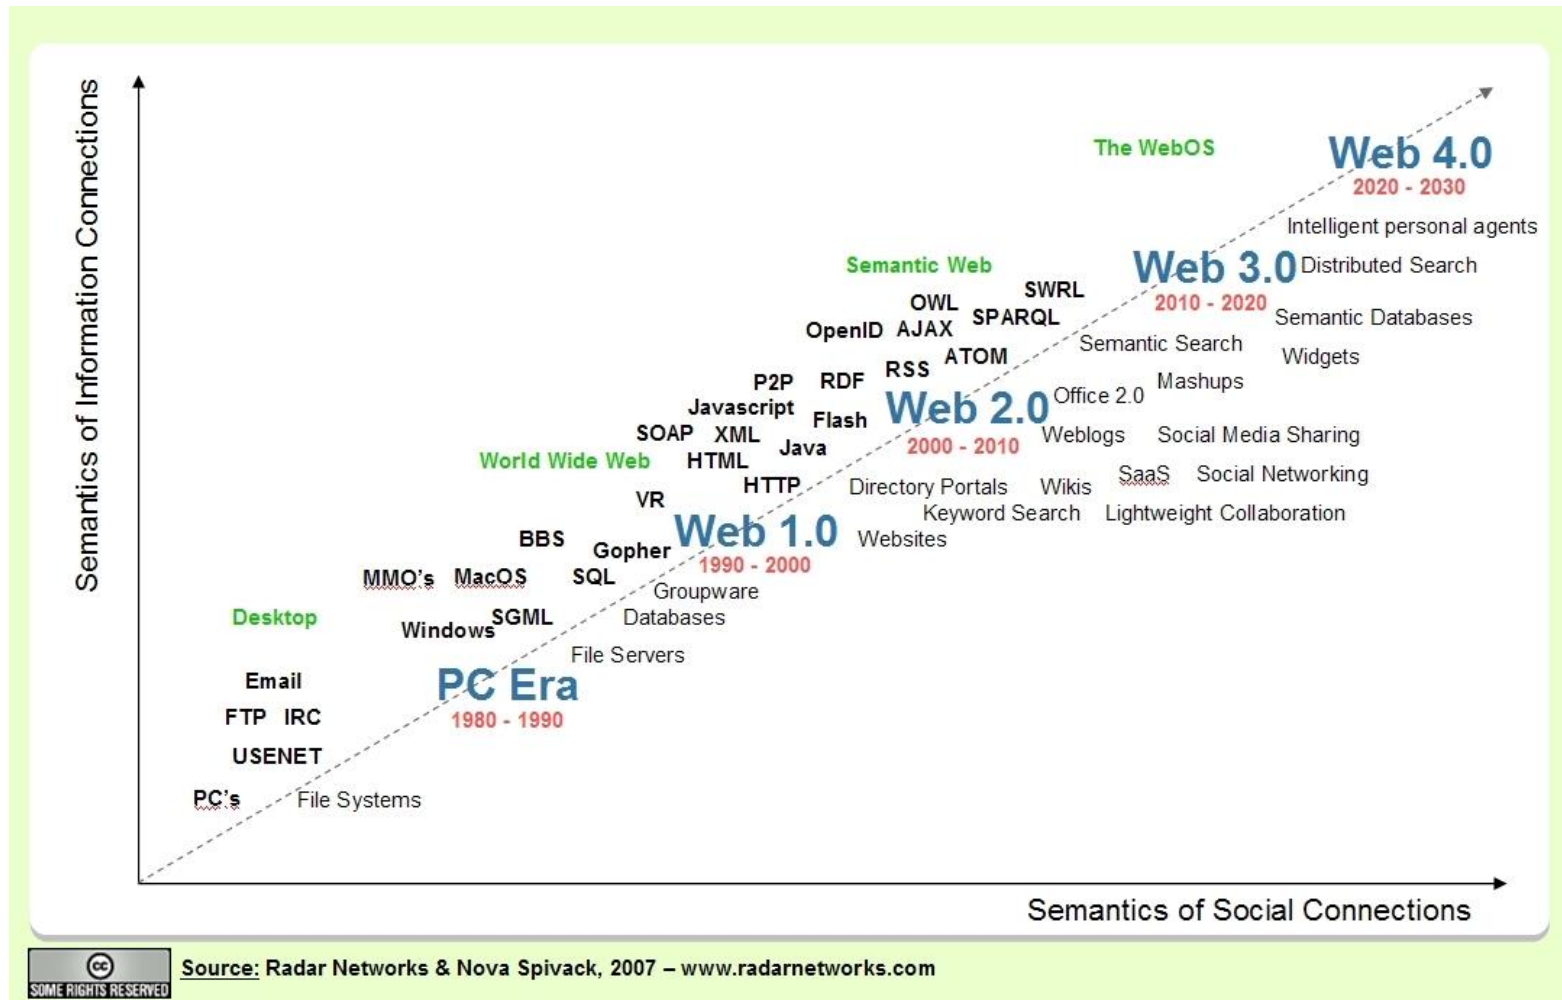 Semantics of Information Connections
The WebOS
Web 4.0
2020 - 2030
Intelligent personal agents
Semantic Web
Web 3.0
Distributed Search
2010 - 2020
SWRL
OWL
SPARQL
Semantic Databases
OpenID
AJAX
Semantic Search
Widgets
ATOM
RSS
P2P
RDF
Mashups
Office 2.0
Javascript
Web 2.0
Flash
SOAP
XML
Weblogs
Social Media Sharing
Java
2000 - 2010
World Wide Web
HTML
SaaS
Social Networking
HTTP
Directory Portals
Wikis
VR
Keyword Search
Lightweight Collaboration
Web 1.0
Websites
BBS
Gopher
1990 - 2000
MMO's
MacOS
SQL
Groupware
Desktop
SGML
Databases
Windows
File Servers
Email
PC Era
1980 - 1990
FTP IRC
USENET
PC's
File Systems
Semantics of Social Connections
cc
SOME RIGHTS RESERVED
Source: Radar Networks & Nova Spivack, 2007 – www.radarnetworks.com